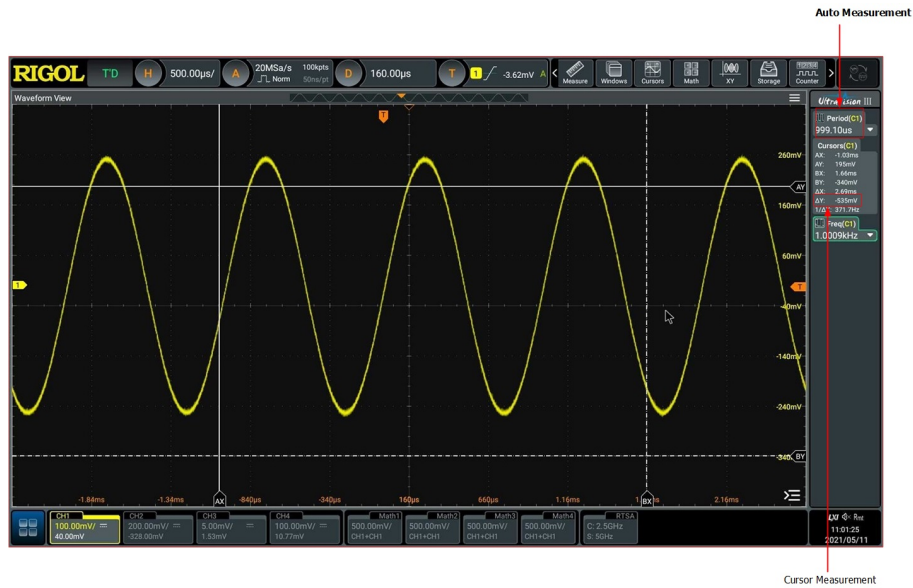 Auto Measurement
RIGOL T'D H 500.00µs/ A 20MSa/s 100kpts Norm 50ns/pt D 160.00µs T 1 -3.62mV A Measure Windows Cursors Math XY Storage Counter
Waveform View
UltraVision III
T
Period(C1)
999.10us
Cursors(C1)
AX: -1.03ms
AY: 195mV
BX: 1.66ms
BY: -340mV
ΔX: 2.69ms
ΔY: -535mV
371.7Hz
Freq(C1)
1.0009kHz
260mV
AY
160mV
60mV
1
T
-40mV
-140mV
-240mV
-340 BY
-1.84ms -1.34ms AX -840µs -340µs 160µs 660µs 1.16ms BX 2.16ms
CH1 CH2 CH3 CH4 Math1 Math2 Math3 Math4 RTSA
100.00mV/ 200.00mV/ 5.00mV/ 100.00mV/ 500.00mV/ 500.00mV/ 500.00mV/ 500.00mV/ C: 2.5GHz
40.00mV -328.00mV 1.53mV 10.77mV CH1+CH1 CH1+CH1 CH1+CH1 CH1+CH1 S: 5GHz
LXI Rmt
11:01:25
2021/05/11
Cursor Measurement